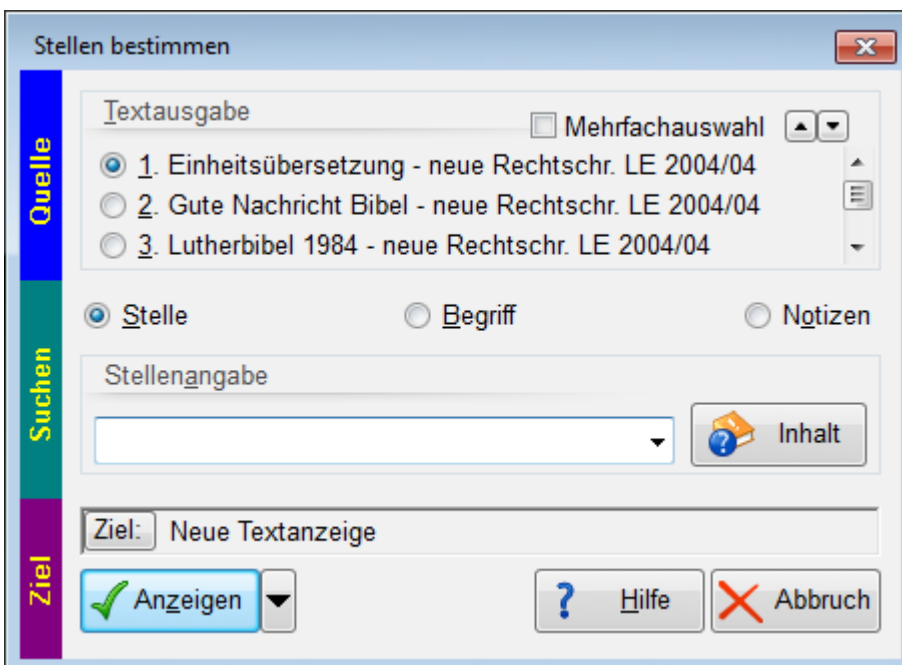 Stellen bestimmen
Quelle
Textausgabe
Mehrfachauswahl
1. Einheitsübersetzung - neue Rechtschr. LE 2004/04
2. Gute Nachricht Bibel - neue Rechtschr. LE 2004/04
3. Lutherbibel 1984 - neue Rechtschr. LE 2004/04
Suchen
Stelle Begriff Notizen
Stellenangabe
Inhalt
Ziel
Ziel: Neue Textanzeige
Anzeigen Hilfe Abbruch